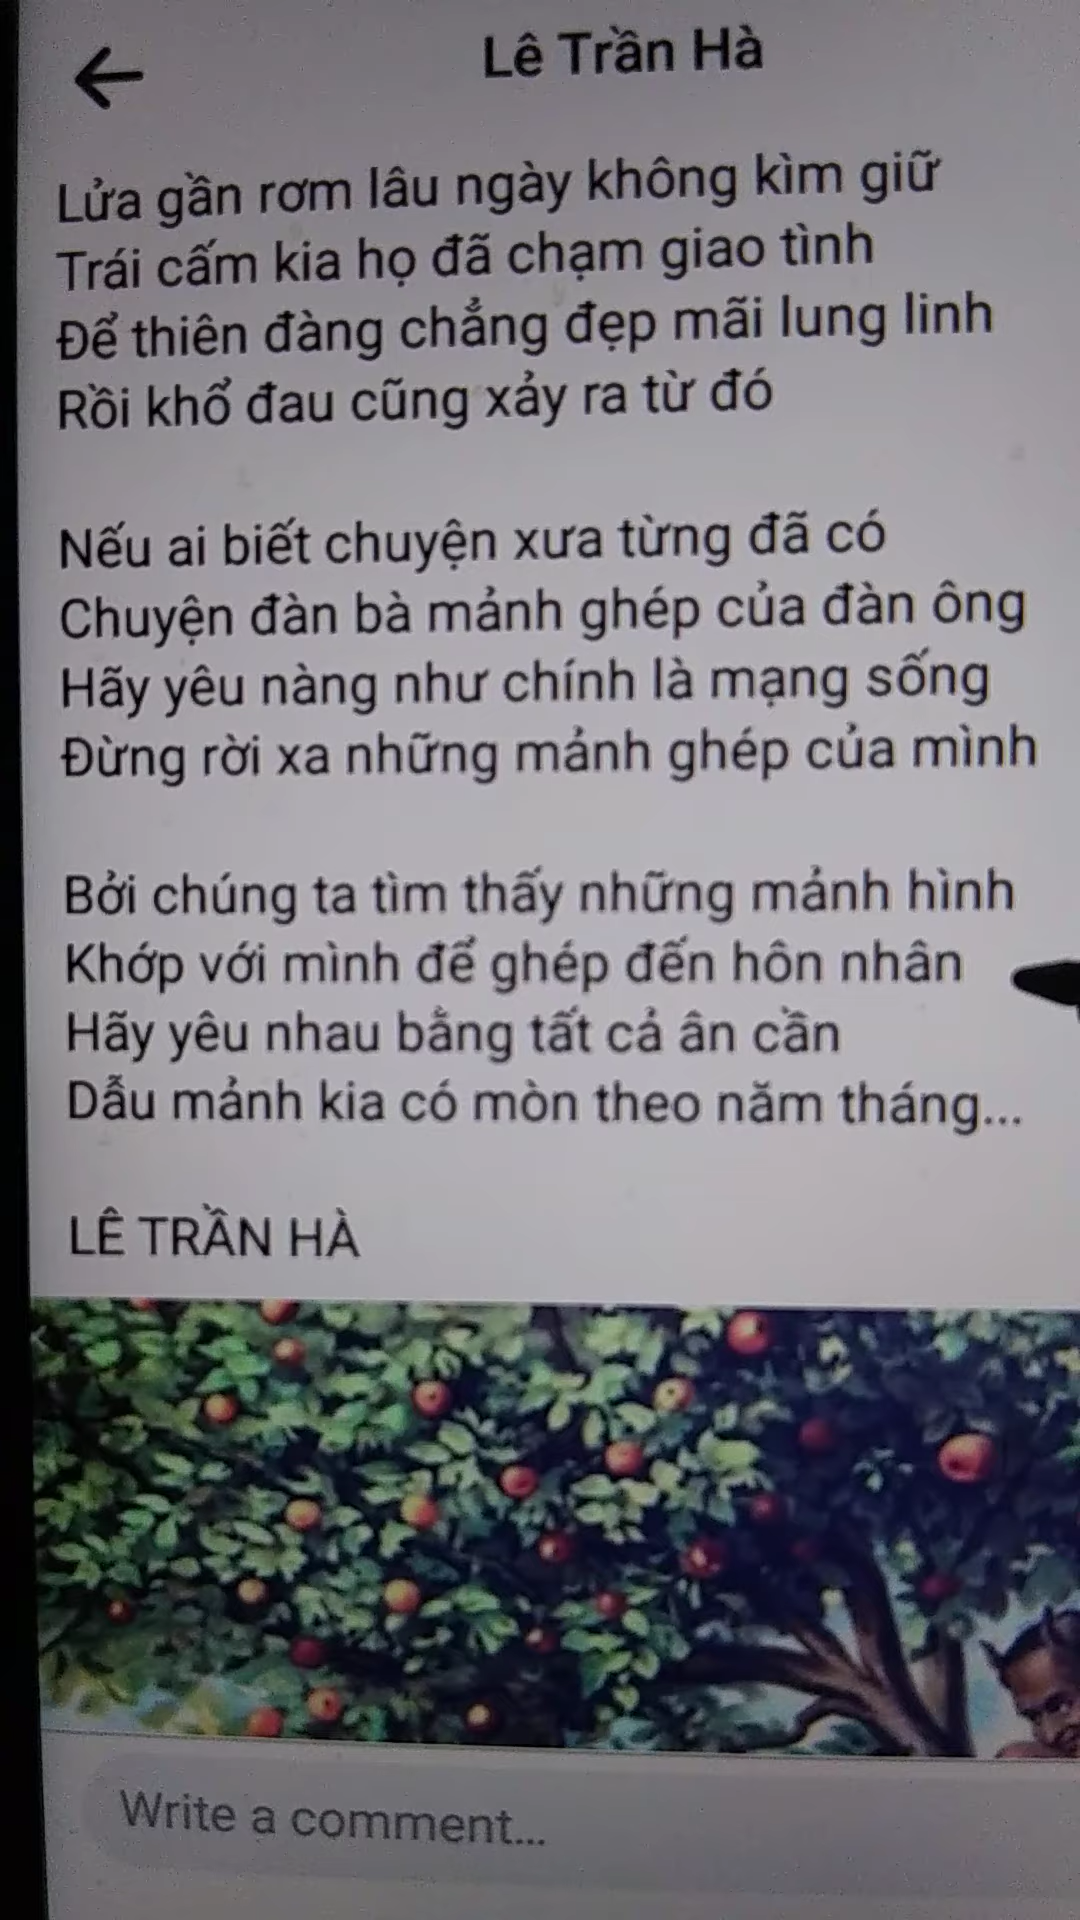 Lê Trần Hà
Lửa gần rơm lâu ngày không kìm giữ
Trái cấm kia họ đã chạm giao tình
Để thiên đàng chẳng đẹp mãi lung linh
Rồi khổ đau cũng xảy ra từ đó
Nếu ai biết chuyện xưa từng đã có
Chuyện đàn bà mảnh ghép của đàn ông
Hãy yêu nàng như chính là mạng sống
Đừng rời xa những mảnh ghép của mình
Bởi chúng ta tìm thấy những mảnh hình
Khớp với mình để ghép đến hôn nhân
Hãy yêu nhau bằng tất cả ân cần
Dẫu mảnh kia có mòn theo năm tháng...
LÊ TRẦN HÀ
Write a comment...